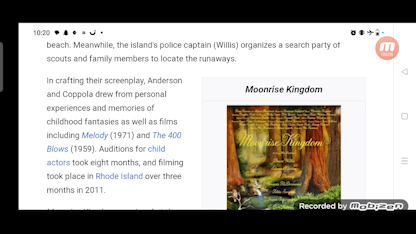 10:20
beach. Meanwhile, the island's police captain (Willis) organizes a search party of
scouts and family members to locate the runaways.
In crafting their screenplay, Anderson
and Coppola drew from personal
experiences and memories of
childhood fantasies as well as films
including Melody (1971) and The 400
Blows (1959). Auditions for child
actors took eight months, and filming
took place in Rhode Island over three
months in 2011.
Moonrise Kingdom
Moonrise Kingdom
Recorded by MOBIZEN